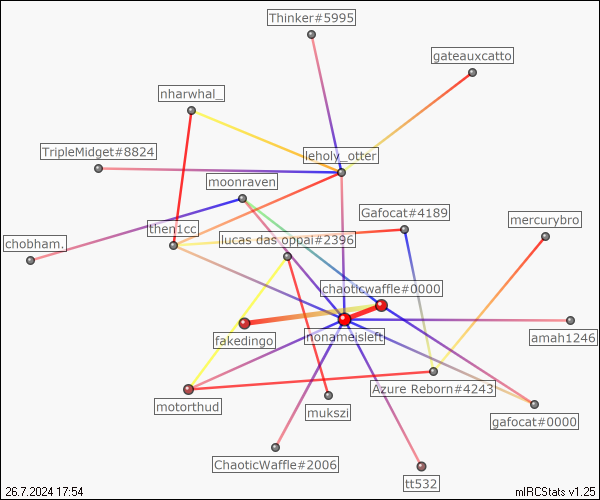 Thinker#5995
gateauxcatto
nharwhal_
TripleMidget#8824
leholy_otter
moonraven
Gafocat#4189
mercurybro
then1cc
lucas das oppai#2396
chobham.
chaoticwaffle#0000
fakedingo
nonameisleft
amah1246
Azure Reborn#4243
motorthud
mukszi
gafocat#0000
ChaoticWaffle#2006
tt532
26.7.2024 17:54
mIRCStats v1.25